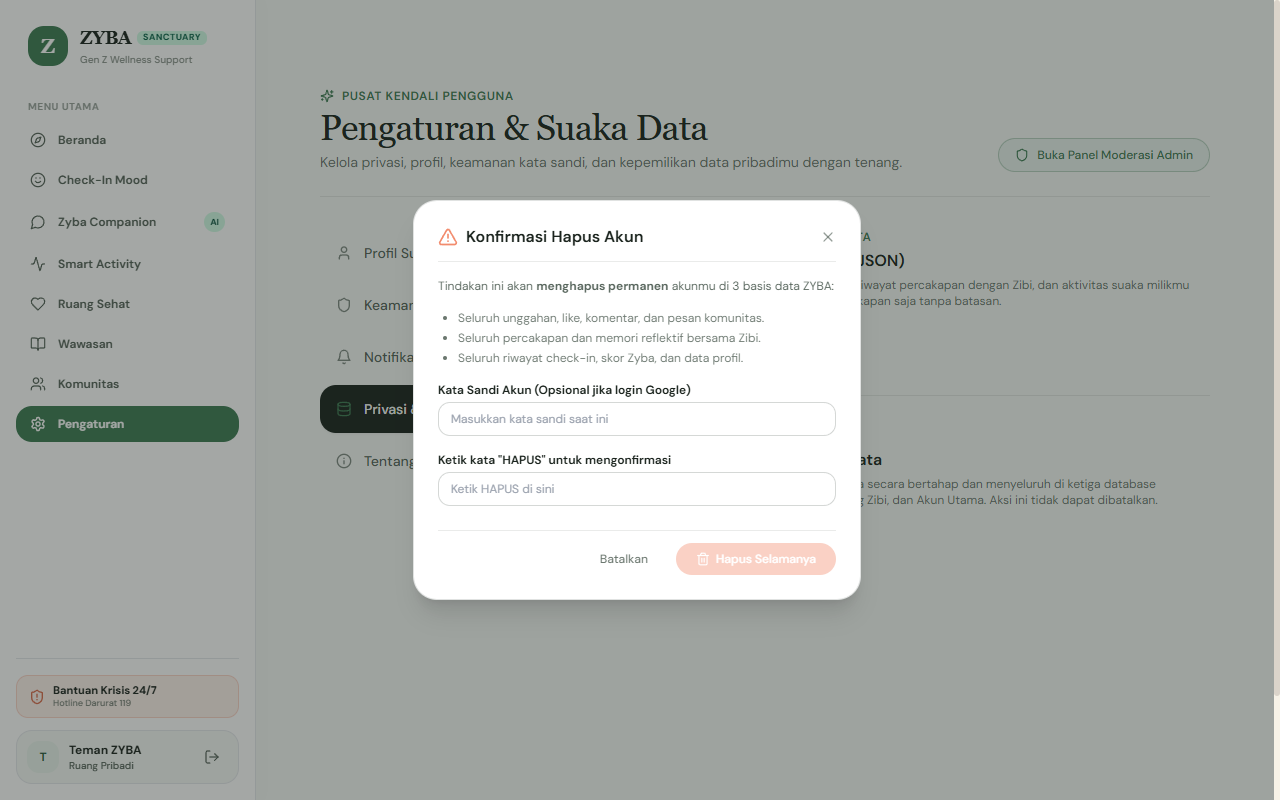 Z
ZYBA SANCTUARY
Gen Z Wellness Support
MENU UTAMA
Beranda
Check-In Mood
Zyba Companion AI
Smart Activity
Ruang Sehat
Wawasan
Komunitas
Pengaturan
Bantuan Krisis 24/7
Hotline Darurat 119
T
Teman ZYBA
Ruang Pribadi
PUSAT KENDALI PENGGUNA
Pengaturan & Suaka Data
Kelola privasi, profil, keamanan kata sandi, dan kepemilikan data pribadimu dengan tenang.
Buka Panel Moderasi Admin
Profil
Privasi
Tentang
JSON)
percakapan dengan Zibi, dan aktivitas suaka milikmu
saja tanpa batasan.
secara bertahap dan menyeluruh di ketiga database
Zibi, dan Akun Utama. Aksi ini tidak dapat dibatalkan.
Konfirmasi Hapus Akun
Tindakan ini akan menghapus permanen akunmu di 3 basis data ZYBA:
• Seluruh unggahan, like, komentar, dan pesan komunitas.
• Seluruh percakapan dan memori reflektif bersama Zibi.
• Seluruh riwayat check-in, skor Zyba, dan data profil.
Kata Sandi Akun (Opsional jika login Google)
Masukkan kata sandi saat ini
Ketik kata "HAPUS" untuk mengonfirmasi
Ketik HAPUS di sini
Batalkan
Hapus Selamanya